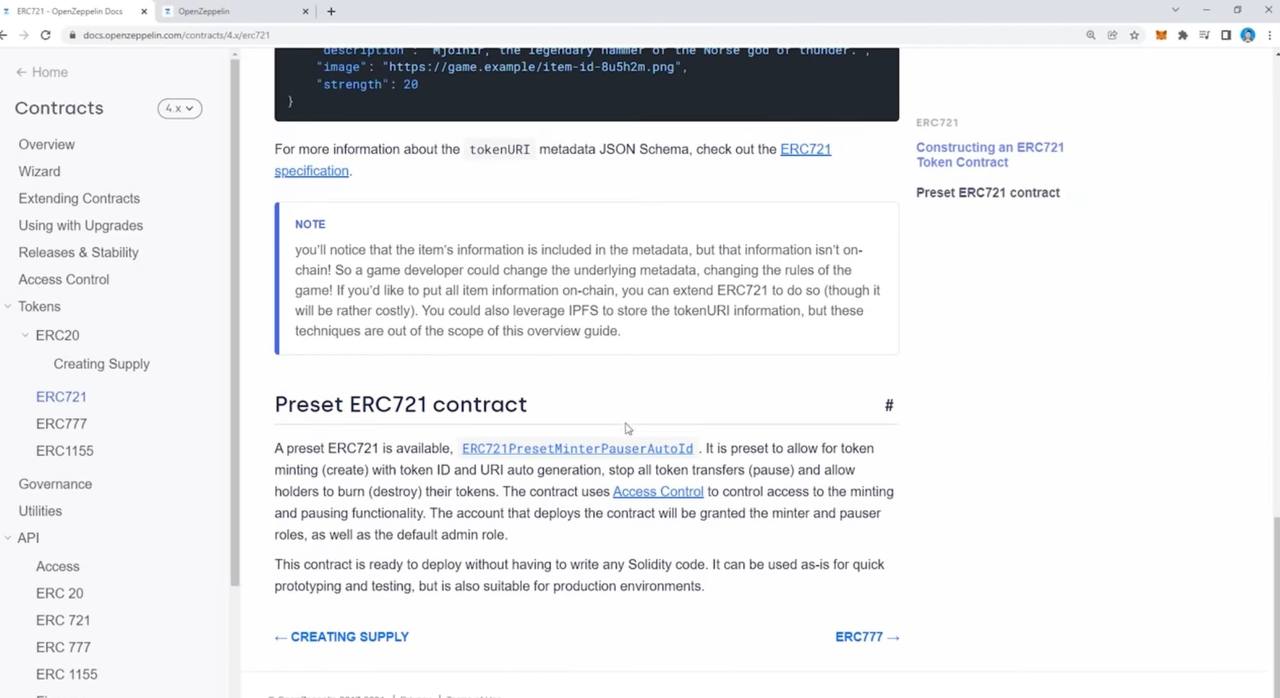 ERC721 - OpenZeppelin Docs
OpenZeppelin
docs.openzeppelin.com/contracts/4.x/erc721
← Home
Contracts
4.x
Overview
Wizard
Extending Contracts
Using with Upgrades
Releases & Stability
Access Control
Tokens
ERC20
Creating Supply
ERC721
ERC777
ERC1155
Governance
Utilities
API
Access
ERC 20
ERC 721
ERC 777
ERC 1155
"description": "Mjölnir, the legendary hammer of the Norse god of thunder.",
"image": "https://game.example/item-id-8u5h2m.png",
"strength": 20
}
For more information about the tokenURI metadata JSON Schema, check out the ERC721
specification.
NOTE
you'll notice that the item's information is included in the metadata, but that information isn't on-
chain! So a game developer could change the underlying metadata, changing the rules of the
game! If you'd like to put all item information on-chain, you can extend ERC721 to do so (though it
will be rather costly). You could also leverage IPFS to store the tokenURI information, but these
techniques are out of the scope of this overview guide.
Preset ERC721 contract
#
A preset ERC721 is available, ERC721PresetMinterPauserAutoId . It is preset to allow for token
minting (create) with token ID and URI auto generation, stop all token transfers (pause) and allow
holders to burn (destroy) their tokens. The contract uses Access Control to control access to the minting
and pausing functionality. The account that deploys the contract will be granted the minter and pauser
roles, as well as the default admin role.
This contract is ready to deploy without having to write any Solidity code. It can be used as-is for quick
prototyping and testing, but is also suitable for production environments.
← CREATING SUPPLY
ERC777 →
ERC721
Constructing an ERC721
Token Contract
Preset ERC721 contract